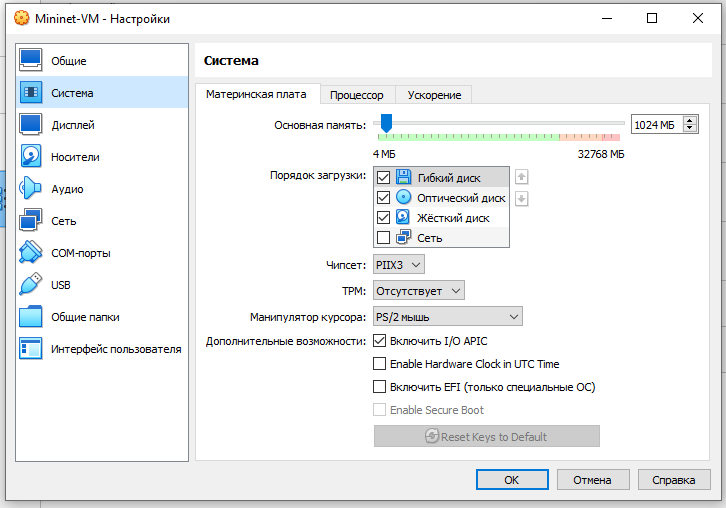 Mininet-VM - Настройки
Общие
Система
Дисплей
Носители
Аудио
Сеть
COM-порты
USB
Общие папки
Интерфейс пользователя
Система
Материнская плата Процессор Ускорение
Основная память: 1024 МБ
4 МБ 32768 МБ
Порядок загрузки: Гибкий диск
Оптический диск
Жёсткий диск
Сеть
Чипсет: PIIX3
TPM: Отсутствует
Манипулятор курсора: PS/2 мышь
Дополнительные возможности: Включить I/O APIC
Enable Hardware Clock in UTC Time
Включить EFI (только специальные ОС)
Enable Secure Boot
Reset Keys to Default
OK Отмена Справка